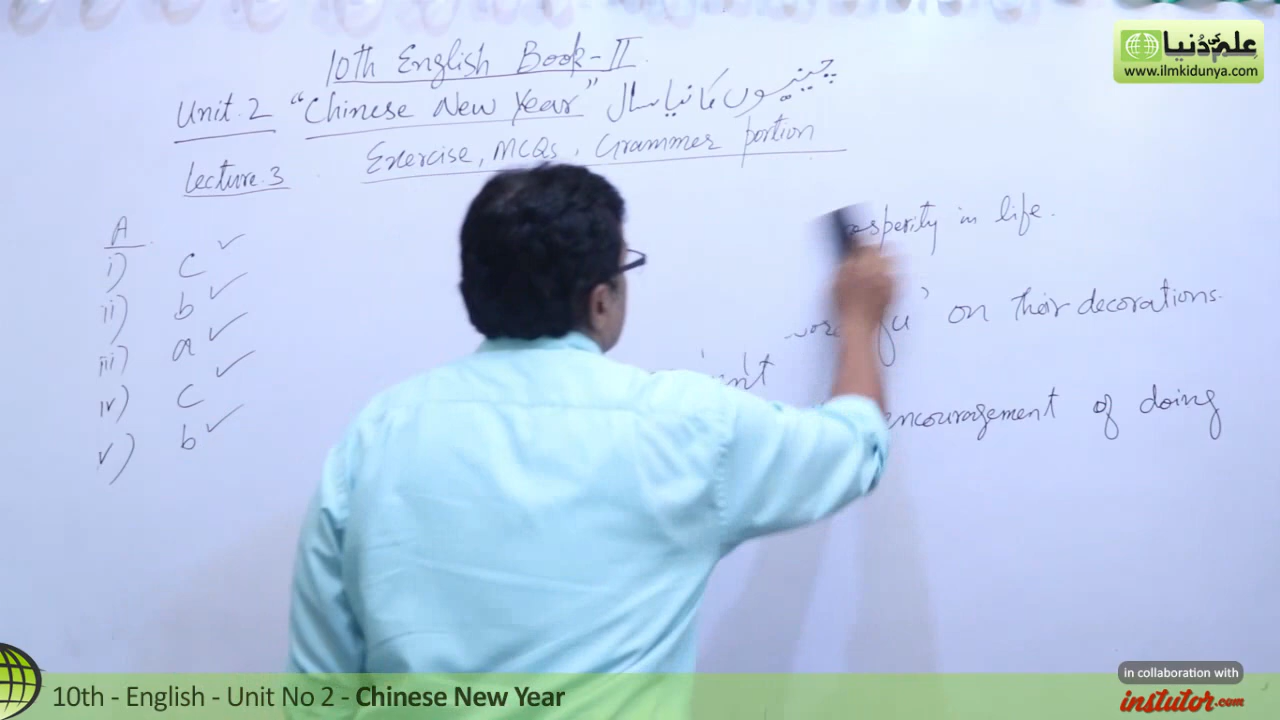 علم کی دنیا
www.ilmkidunya.com
10th English Book-II
Unit.2 "Chinese New Year" چینیوں کا نیا سال
Lecture.3 Exercise, MCQs, Grammer portion
A
i) c ✓
ii) b ✓
iii) a ✓
iv) c ✓
v) b ✓
in life.
on their decorations.
encouragement of doing
in collaboration with
instutor.com
10th - English - Unit No 2 - Chinese New Year